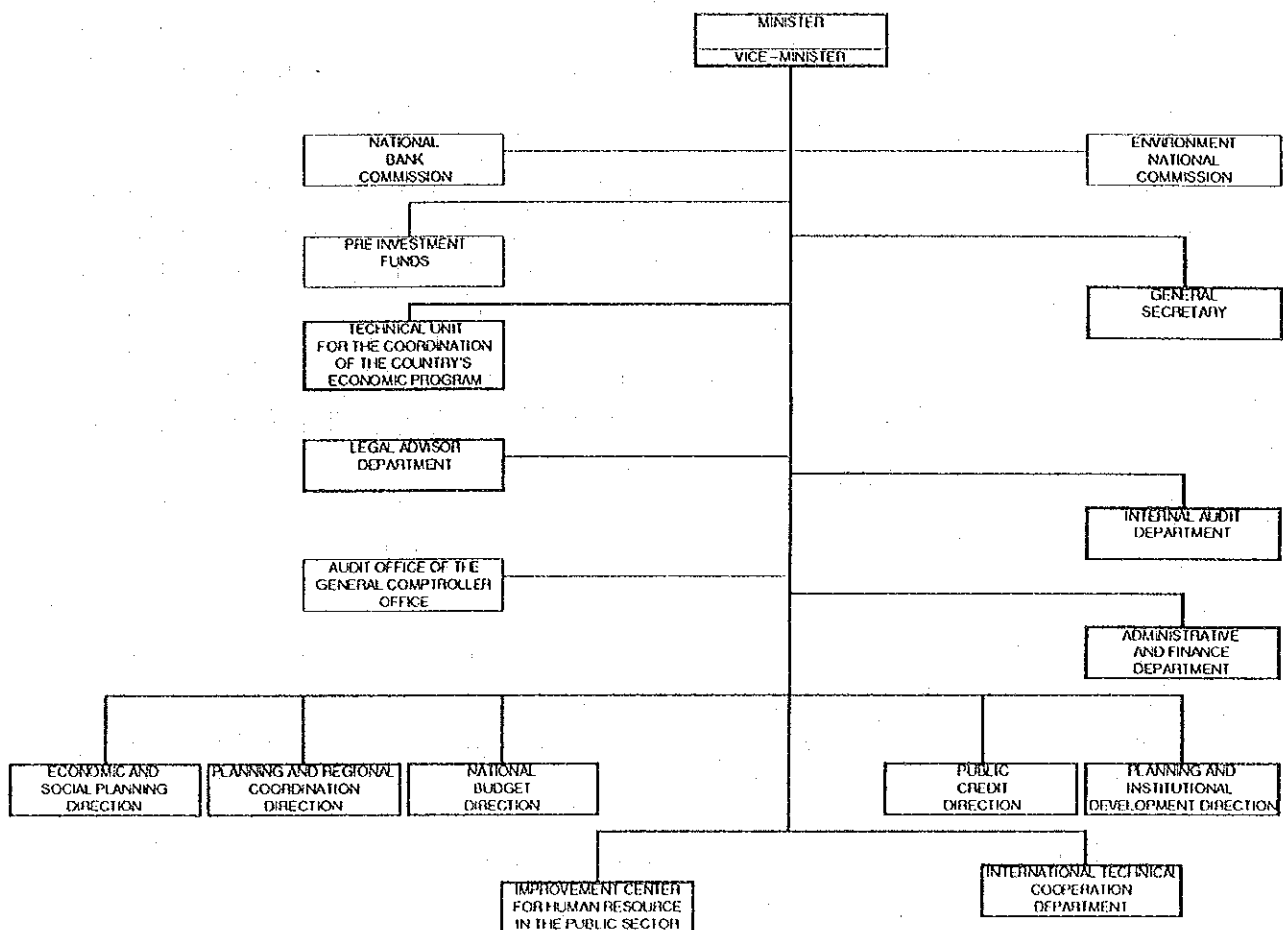 MINISTER
VICE-MINISTER
NATIONAL
BANK
COMMISSION
ENVIRONMENT
NATIONAL
COMMISSION
PRE INVESTMENT
FUNDS
GENERAL
SECRETARY
TECHNICAL UNIT
FOR THE COORDINATION
OF THE COUNTRY'S
ECONOMIC PROGRAM
LEGAL ADVISOR
DEPARTMENT
INTERNAL AUDIT
DEPARTMENT
AUDIT OFFICE OF THE
GENERAL COMPTROLLER
OFFICE
ADMINISTRATIVE
AND FINANCE
DEPARTMENT
ECONOMIC AND
SOCIAL PLANNING
DIRECTION
PLANNING AND REGIONAL
COORDINATION
DIRECTION
NATIONAL
BUDGET
DIRECTION
PUBLIC
CREDIT
DIRECTION
PLANNING AND
INSTITUTIONAL
DEVELOPMENT DIRECTION
IMPROVEMENT CENTER
FOR HUMAN RESOURCE
IN THE PUBLIC SECTOR
INTERNATIONAL TECHNICAL
COOPERATION
DEPARTMENT